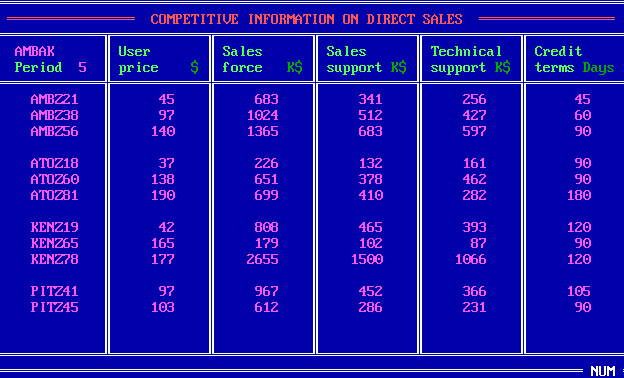 COMPETITIVE INFORMATION ON DIRECT SALES
AMBAK User Sales Sales Technical Credit
Period 5 price $ force K$ support K$ support K$ terms Days
AMBZ21 45 683 341 256 45
AMBZ38 97 1024 512 427 60
AMBZ56 140 1365 683 597 90
ATOZ18 37 226 132 161 90
ATOZ60 138 651 378 462 90
ATOZ81 190 699 410 282 180
KENZ19 42 808 465 393 120
KENZ65 165 179 102 87 90
KENZ78 177 2655 1500 1066 120
PITZ41 97 967 452 366 105
PITZ45 103 612 286 231 90
NUM